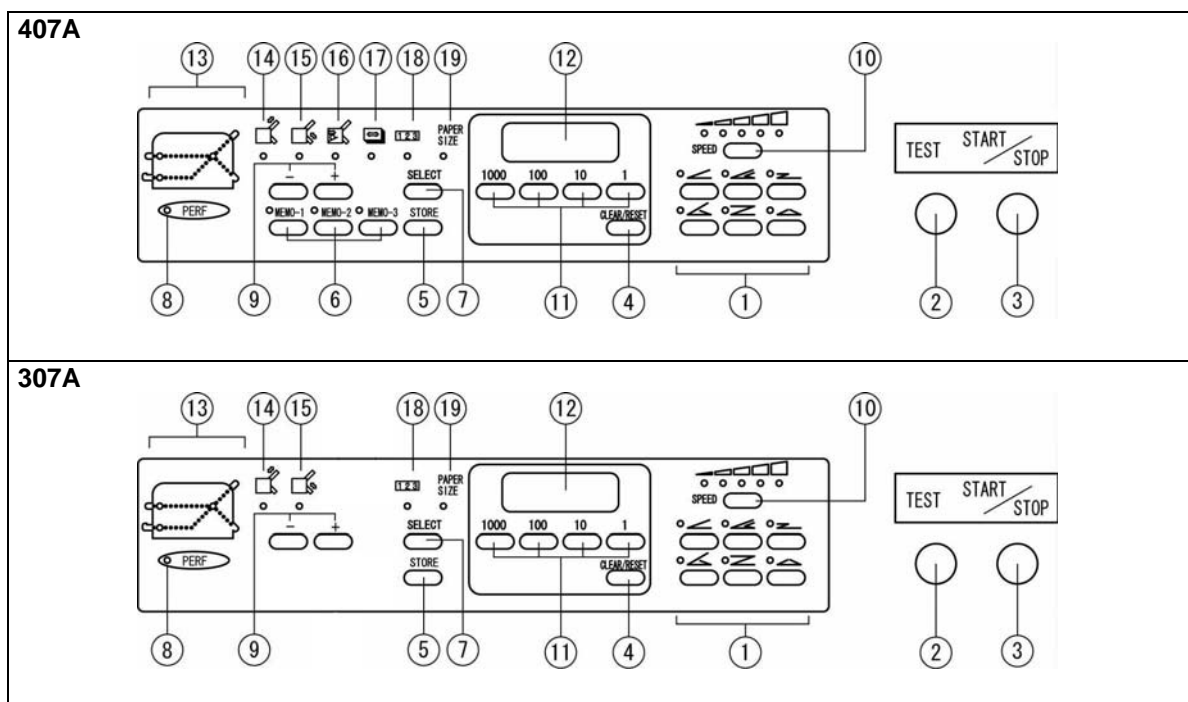 407A
⑬ ⑭ ⑮ ⑯ ⑰ ⑱ ⑲ ⑫ ⑩
123 PAPER SIZE
SPEED
TEST START/STOP
PERF
- +
SELECT
1000 100 10 1
MEMO-1 MEMO-2 MEMO-3 STORE
CLEAR/RESET
⑧ ⑨ ⑥ ⑤ ⑦ ⑪ ④ ① ② ③
307A
⑬ ⑭ ⑮ ⑱ ⑲ ⑫ ⑩
123 PAPER SIZE
SPEED
TEST START/STOP
PERF
- +
SELECT
1000 100 10 1
STORE
CLEAR/RESET
⑧ ⑨ ⑤ ⑦ ⑪ ④ ① ② ③